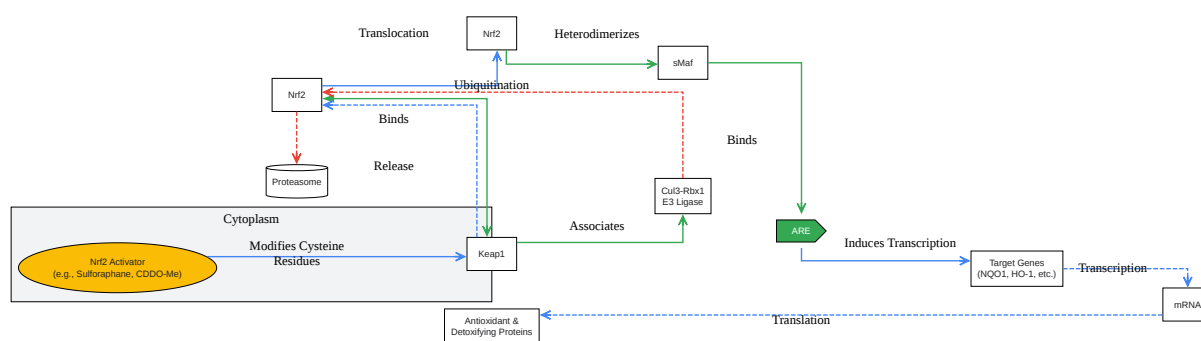 Nrf2
Translocation
Heterodimerizes
sMaf
Nrf2
Ubiquitination
Binds
Binds
Release
Proteasome
Cul3-Rbx1
E3 Ligase
Cytoplasm
Associates
ARE
Modifies Cysteine
Residues
Keap1
Induces Transcription
Nrf2 Activator
(e.g., Sulforaphane, CDDO-Me)
Target Genes
(NQO1, HO-1, etc.)
Transcription
mRNA
Antioxidant &
Detoxifying Proteins
Translation